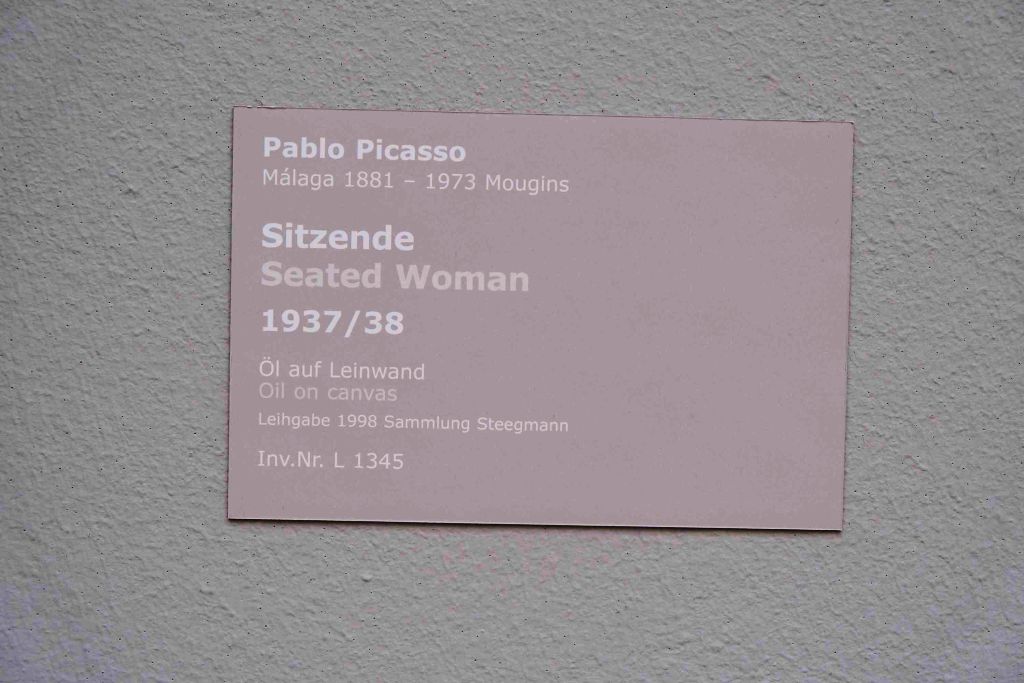 Pablo Picasso
Málaga 1881 – 1973 Mougins
Sitzende
Seated Woman
1937/38
Öl auf Leinwand
Oil on canvas
Leihgabe 1998 Sammlung Steegmann
Inv.Nr. L 1345